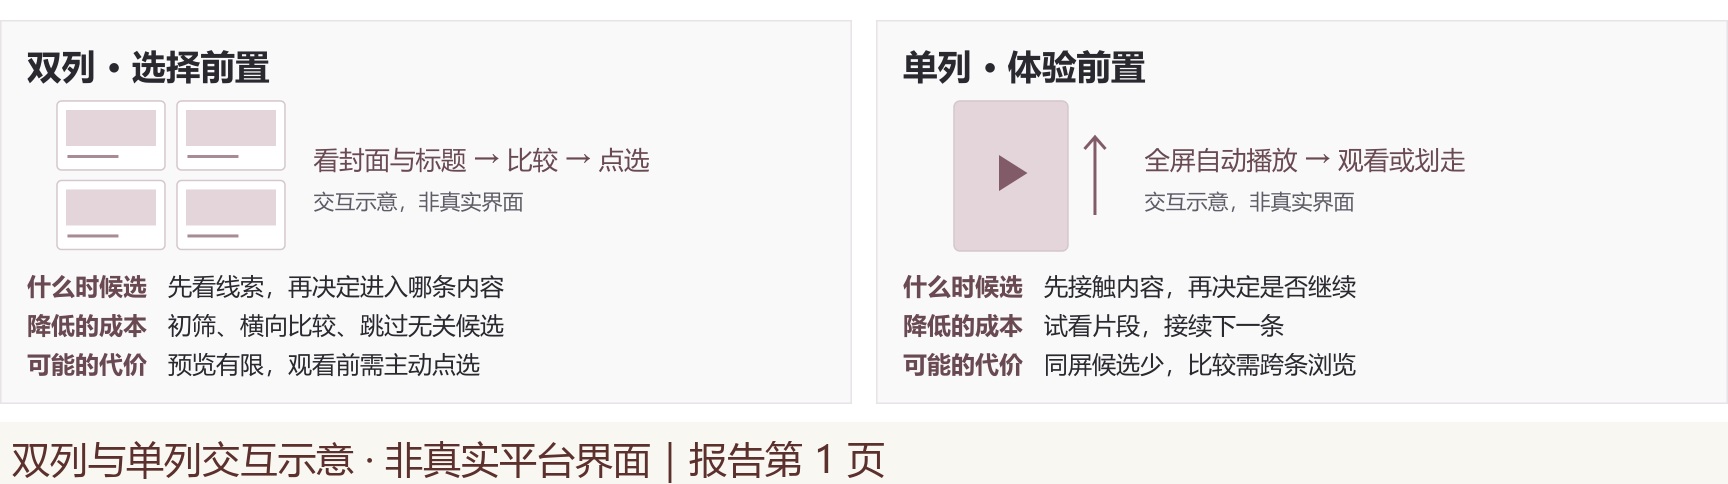 双列·选择前置
看封面与标题 → 比较 → 点选
交互示意，非真实界面
什么时候选 先看线索，再决定进入哪条内容
降低的成本 初筛、横向比较、跳过无关候选
可能的代价 预览有限，观看前需主动点选
单列·体验前置
全屏自动播放 → 观看或划走
交互示意，非真实界面
什么时候选 先接触内容，再决定是否继续
降低的成本 试看片段，接续下一条
可能的代价 同屏候选少，比较需跨条浏览
双列与单列交互示意·非真实平台界面｜报告第 1 页